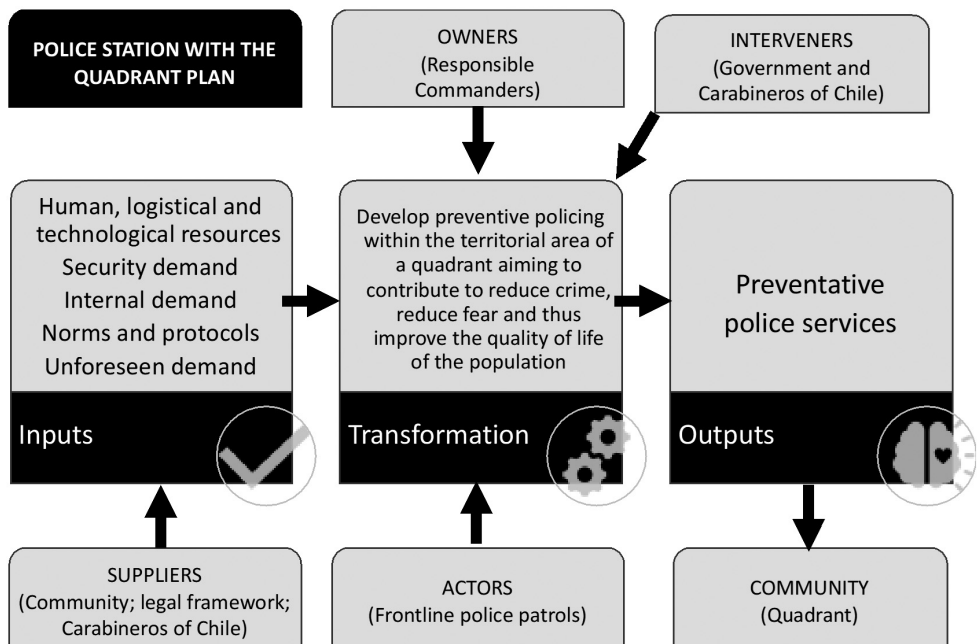 POLICE STATION WITH THE
QUADRANT PLAN
OWNERS
(Responsible
Commanders)
INTERVENERS
(Government and
Carabineros of Chile)
Human, logistical and
technological resources
Security demand
Internal demand
Norms and protocols
Unforeseen demand
Inputs
Develop preventive policing
within the territorial area of
a quadrant aiming to
contribute to reduce crime,
reduce fear and thus
improve the quality of life
of the population
Transformation
Preventative
police services
Outputs
SUPPLIERS
(Community; legal framework;
Carabineros of Chile)
ACTORS
(Frontline police patrols)
COMMUNITY
(Quadrant)